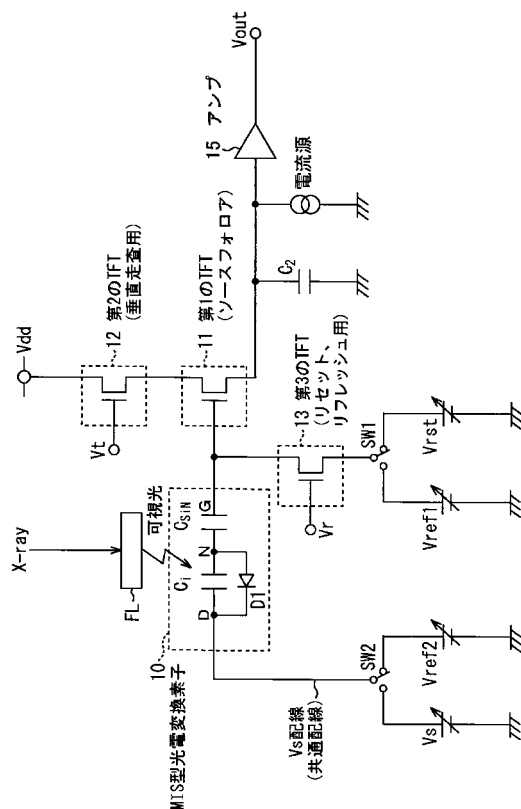 X-ray
FL
可視光
10
MIS型光電変換素子
D
Ci
N
CSIN
G
D1
Vdd
12 第2のTFT
(垂直走査用)
Vt
11 第1のTFT
(ソースフォロア)
15 アンプ
Vout
電流源
C2
13 第3のTFT
(リセット、
リフレッシュ用)
Vr
SW1
Vref1
Vrst
Vs配線
(共通配線)
SW2
Vs
Vref2